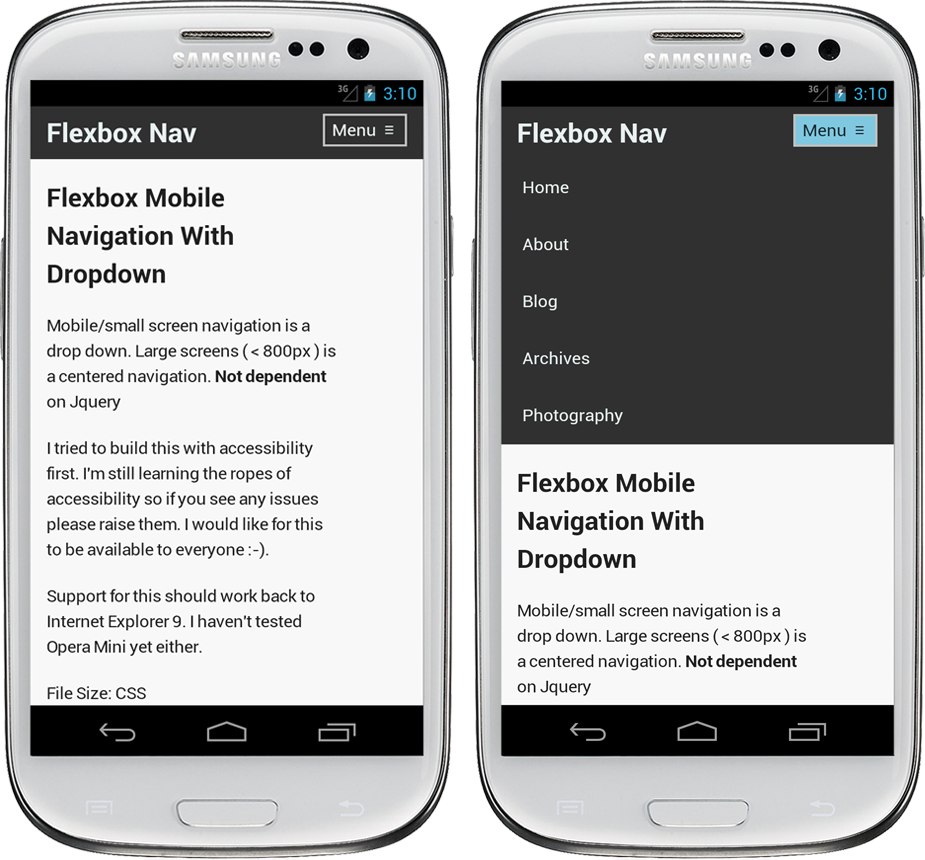 SAMSUNG
3G 3:10
Flexbox Nav
Menu ≡
Flexbox Mobile
Navigation With
Dropdown
Mobile/small screen navigation is a
drop down. Large screens ( < 800px ) is
a centered navigation. Not dependent
on Jquery
I tried to build this with accessibility
first. I'm still learning the ropes of
accessibility so if you see any issues
please raise them. I would like for this
to be available to everyone :-).
Support for this should work back to
Internet Explorer 9. I haven't tested
Opera Mini yet either.
File Size: CSS
SAMSUNG
3G 3:10
Flexbox Nav
Menu ≡
Home
About
Blog
Archives
Photography
Flexbox Mobile
Navigation With
Dropdown
Mobile/small screen navigation is a
drop down. Large screens ( < 800px ) is
a centered navigation. Not dependent
on Jquery